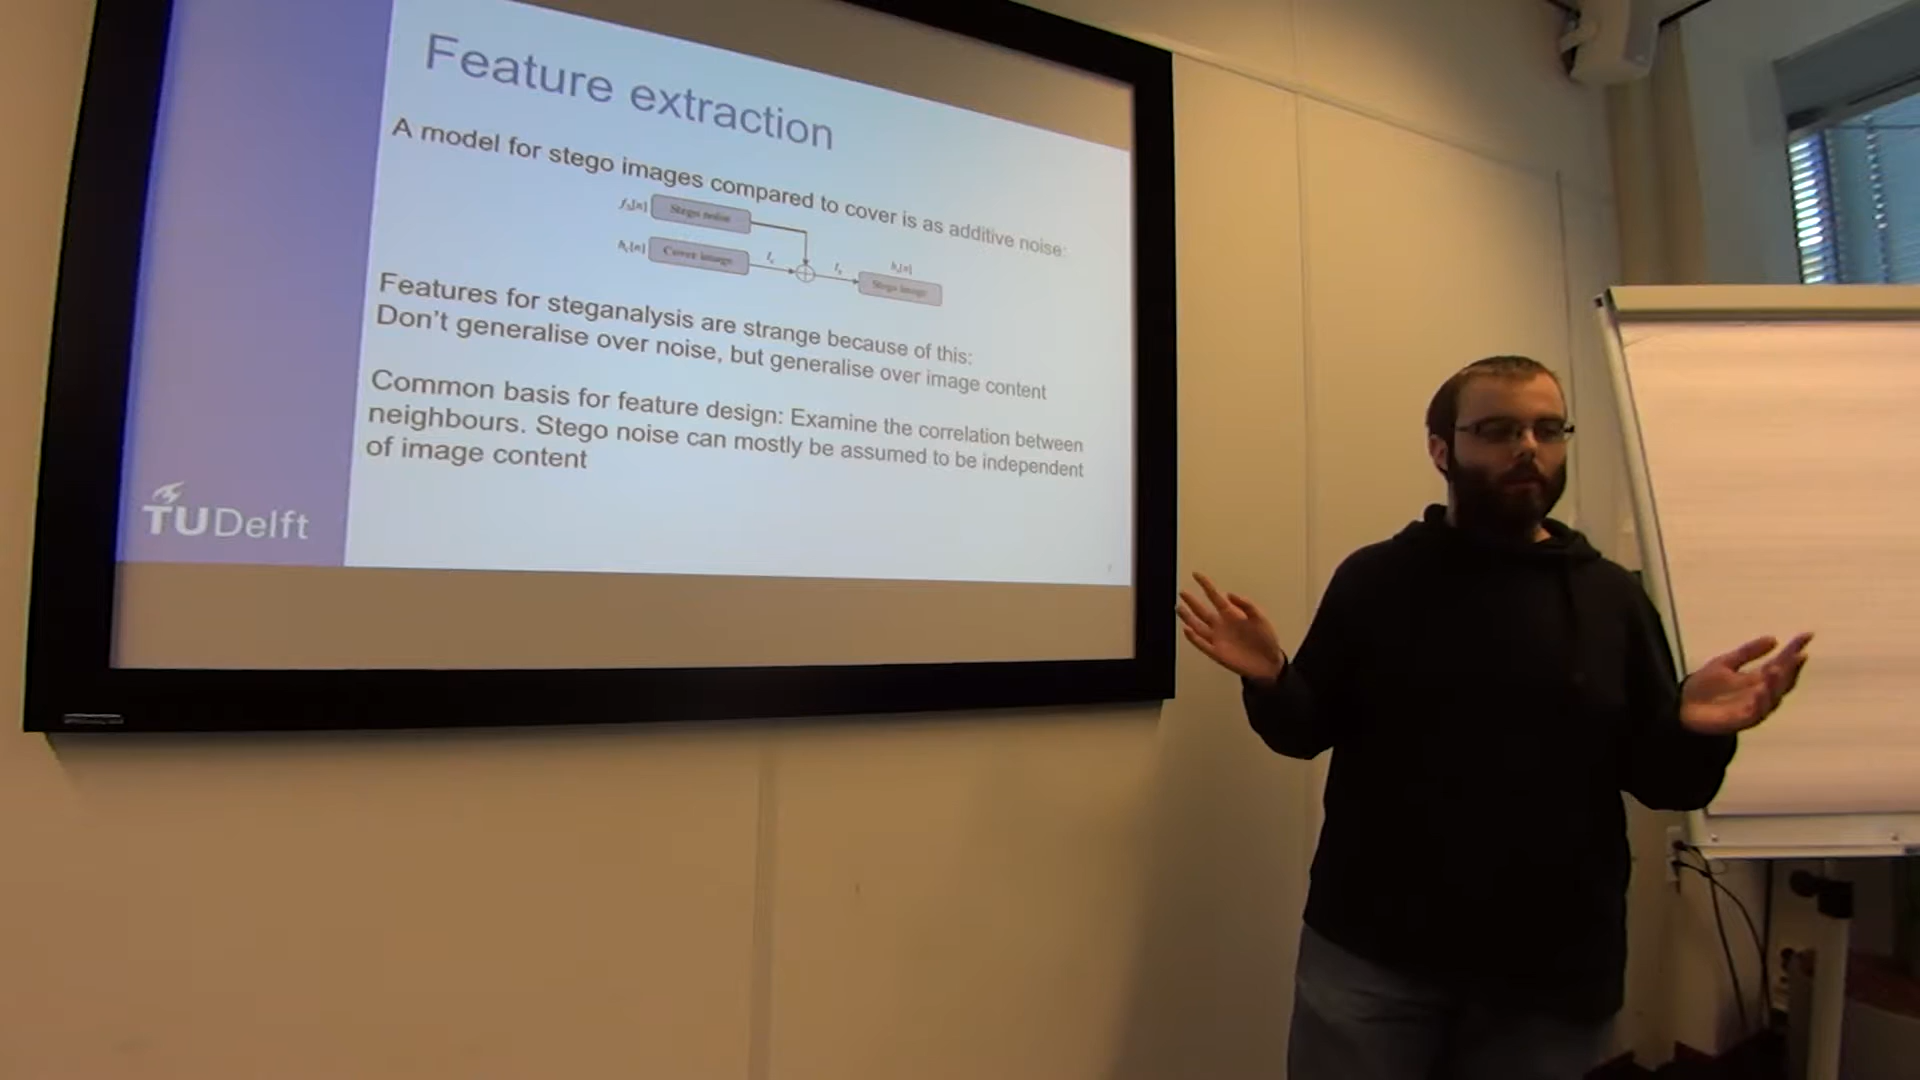 Feature extraction
A model for stego images compared to cover is as additive noise:
Stego noise
Cover image
Stego image
Features for steganalysis are strange because of this:
Don't generalise over noise, but generalise over image content
Common basis for feature design: Examine the correlation between
neighbours. Stego noise can mostly be assumed to be independent
of image content
TU Delft